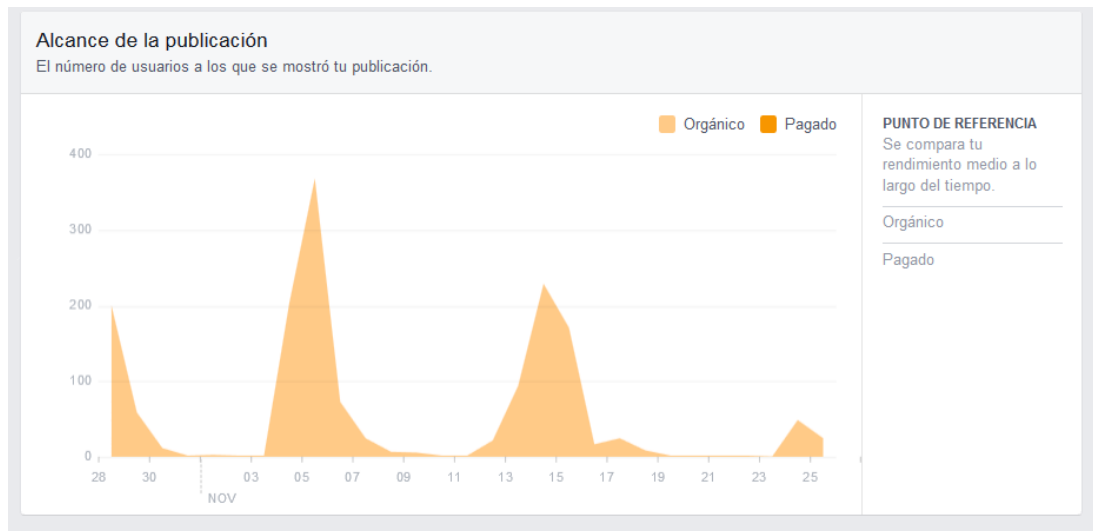 Alcance de la publicación
El número de usuarios a los que se mostró tu publicación.
Orgánico Pagado
400
300
200
100
0
28 30 03 05 07 09 11 13 15 17 19 21 23 25
NOV
PUNTO DE REFERENCIA
Se compara tu
rendimiento medio a lo
largo del tiempo.
Orgánico
Pagado